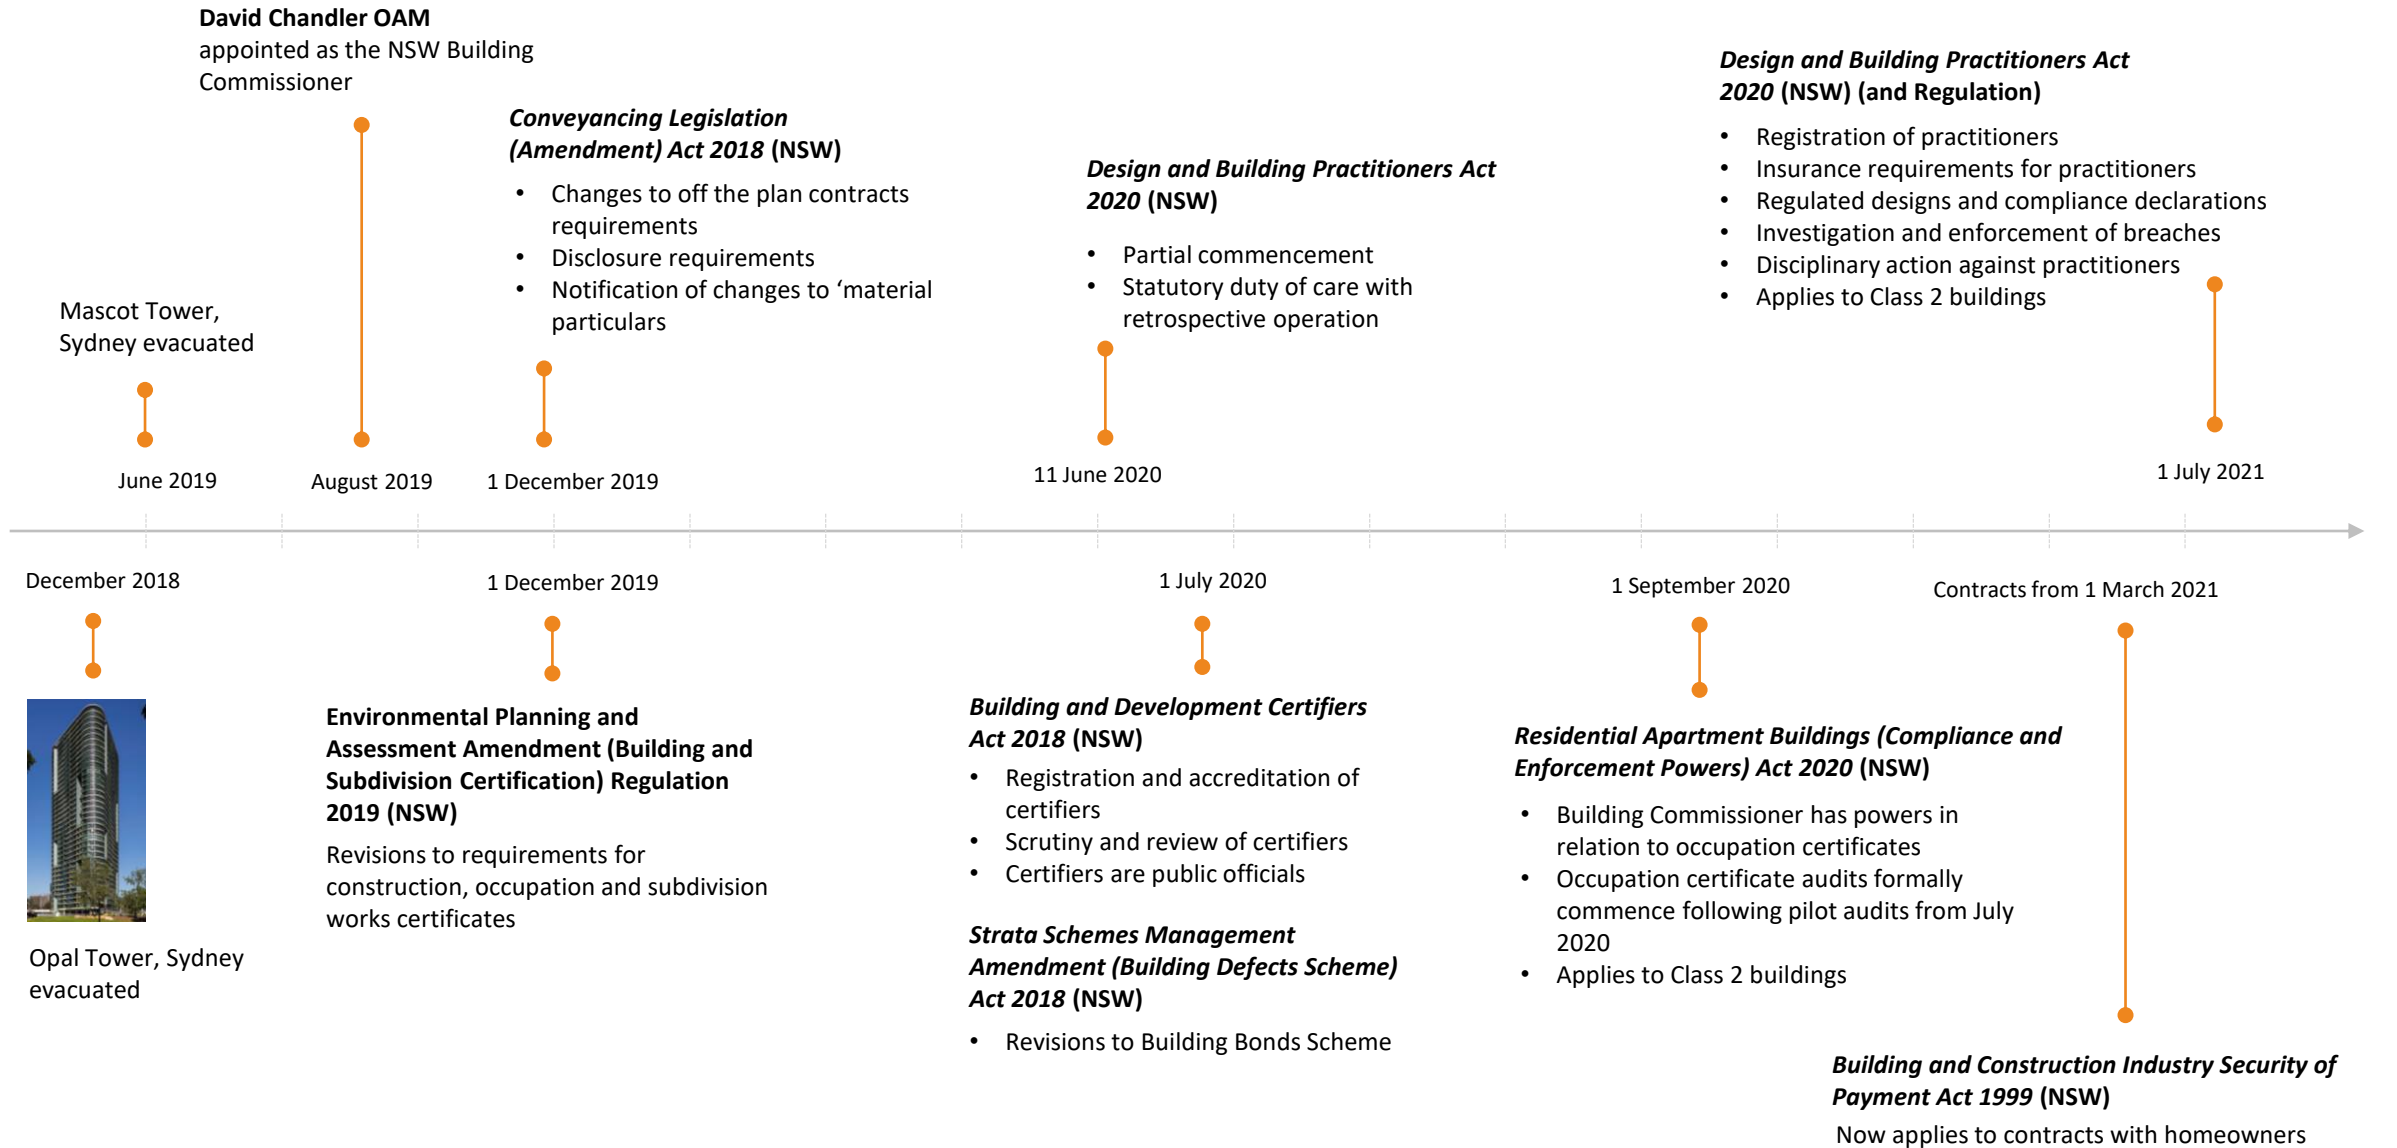 David Chandler OAM
appointed as the NSW Building
Commissioner
Conveyancing Legislation
(Amendment) Act 2018 (NSW)
• Changes to off the plan contracts
requirements
• Disclosure requirements
• Notification of changes to ‘material
particulars
Design and Building Practitioners Act
2020 (NSW)
• Partial commencement
• Statutory duty of care with
retrospective operation
Design and Building Practitioners Act
2020 (NSW) (and Regulation)
• Registration of practitioners
• Insurance requirements for practitioners
• Regulated designs and compliance declarations
• Investigation and enforcement of breaches
• Disciplinary action against practitioners
• Applies to Class 2 buildings
Mascot Tower,
Sydney evacuated
June 2019
August 2019
1 December 2019
11 June 2020
1 July 2021
December 2018
1 December 2019
1 July 2020
1 September 2020
Contracts from 1 March 2021
Opal Tower, Sydney
evacuated
Environmental Planning and
Assessment Amendment (Building and
Subdivision Certification) Regulation
2019 (NSW)
Revisions to requirements for
construction, occupation and subdivision
works certificates
Building and Development Certifiers
Act 2018 (NSW)
• Registration and accreditation of
certifiers
• Scrutiny and review of certifiers
• Certifiers are public officials
Strata Schemes Management
Amendment (Building Defects Scheme)
Act 2018 (NSW)
• Revisions to Building Bonds Scheme
Residential Apartment Buildings (Compliance and
Enforcement Powers) Act 2020 (NSW)
• Building Commissioner has powers in
relation to occupation certificates
• Occupation certificate audits formally
commence following pilot audits from July
2020
• Applies to Class 2 buildings
Building and Construction Industry Security of
Payment Act 1999 (NSW)
Now applies to contracts with homeowners